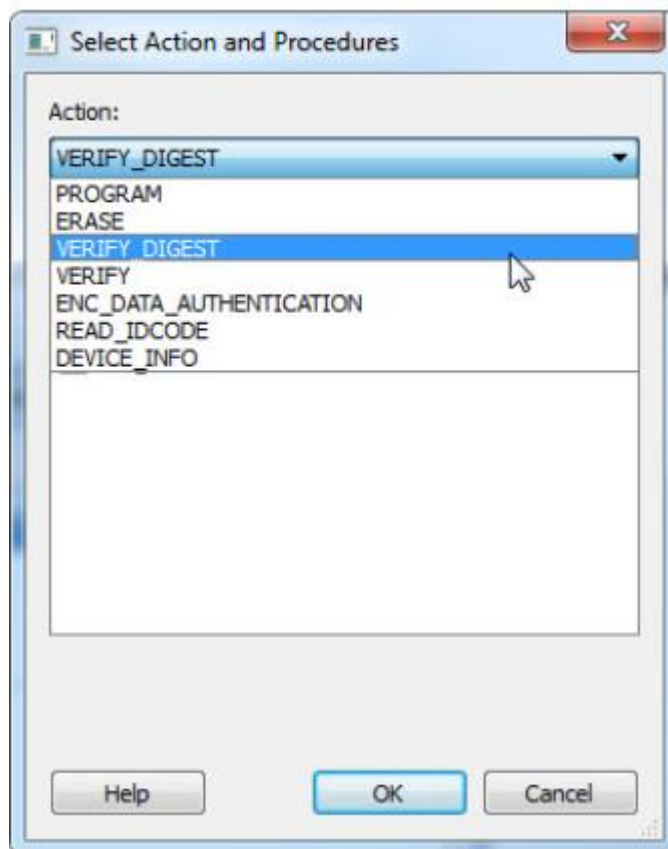 Select Action and Procedures
Action:
VERIFY_DIGEST
PROGRAM
ERASE
VERIFY_DIGEST
VERIFY
ENC_DATA_AUTHENTICATION
READ_IDCODE
DEVICE_INFO
Help OK Cancel